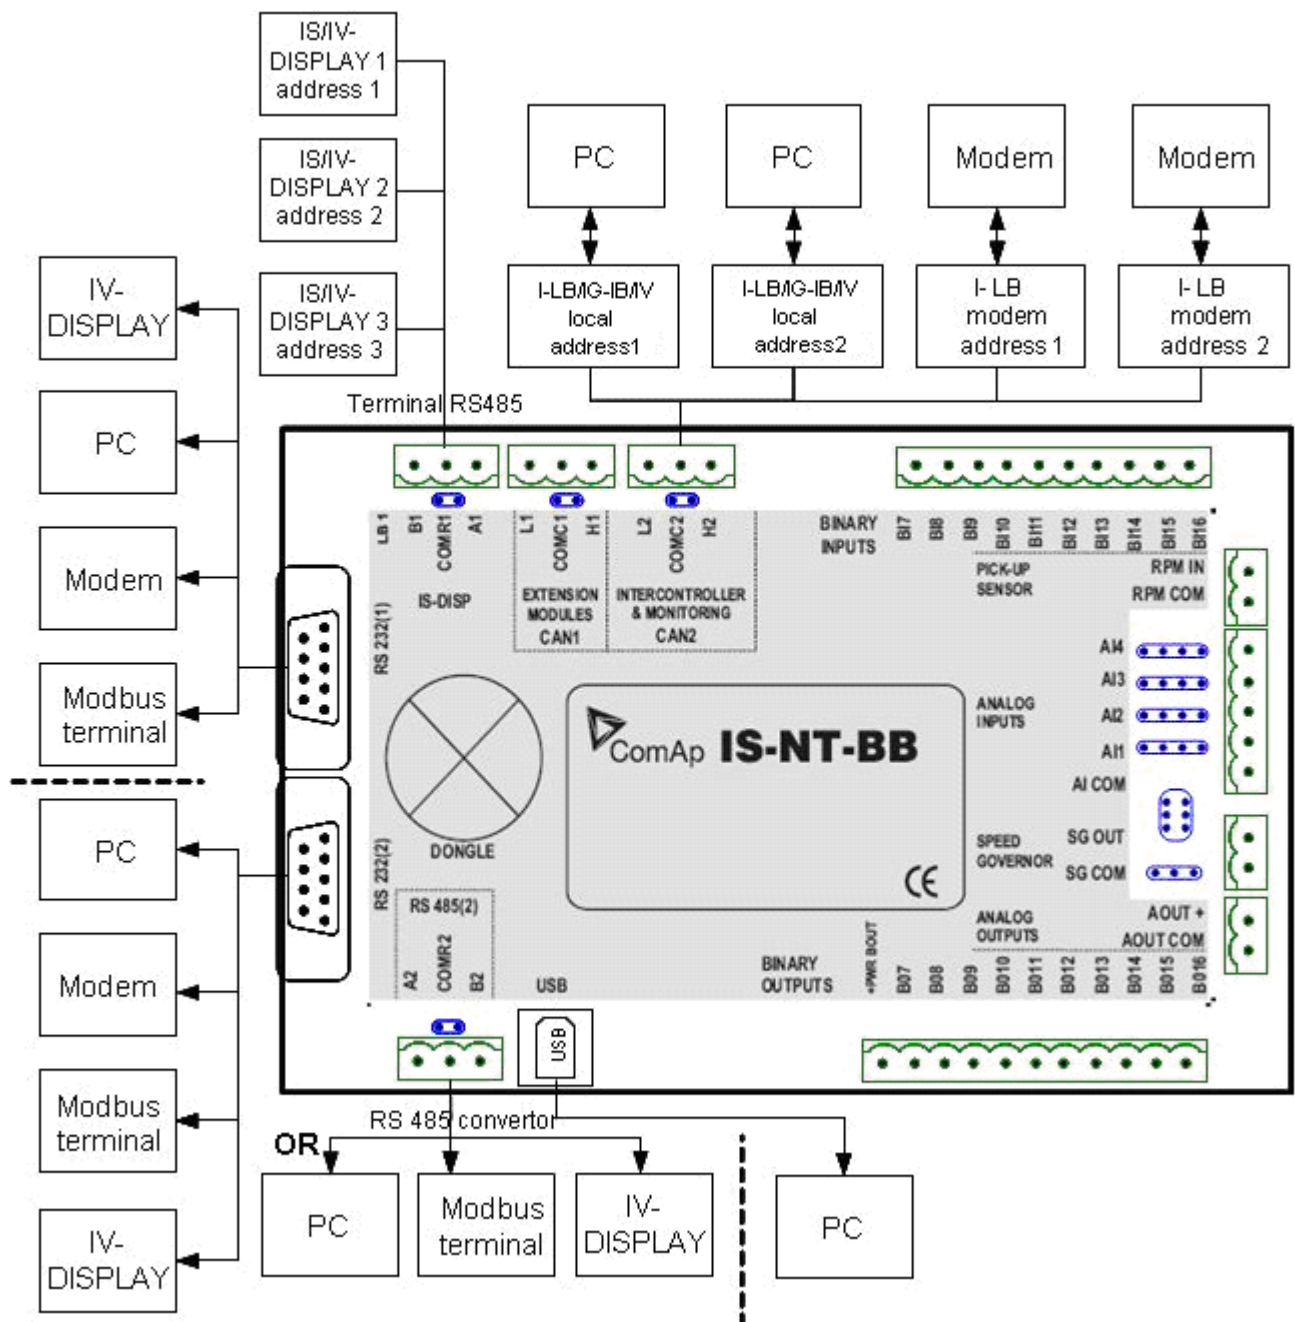 IS/IV-
DISPLAY 1
address 1
IS/IV-
DISPLAY 2
address 2
IS/IV-
DISPLAY 3
address 3
PC
PC
Modem
Modem
I-LB/IG-IB/IV
local
address1
I-LB/IG-IB/IV
local
address2
I- LB
modem
address 1
I- LB
modem
address 2
IV-
DISPLAY
PC
Modem
Modbus
terminal
PC
Modem
Modbus
terminal
IV-
DISPLAY
Terminal RS485
LB 1
B1
COMR1
A1
L1
COMC1
H1
L2
COMC2
H2
BINARY
INPUTS
BI7
BI8
BI9
BI10
BI11
BI12
BI13
BI14
BI15
BI16
IS-DISP
EXTENSION
MODULES
CAN1
INTERCONTROLLER
& MONITORING
CAN2
PICK-UP
SENSOR
RPM IN
RPM COM
RS 232(1)
AI4
AI3
AI2
AI1
AI COM
ANALOG
INPUTS
ComAp IS-NT-BB
CE
DONGLE
RS 232(2)
SPEED
GOVERNOR
SG OUT
SG COM
RS 485(2)
A2
COMR2
B2
USB
BINARY
OUTPUTS
+PWR BOUT
ANALOG
OUTPUTS
AOUT +
AOUT COM
BO7
BO8
BO9
BO10
BO11
BO12
BO13
BO14
BO15
BO16
USB
RS 485 convertor
OR
PC
Modbus
terminal
IV-
DISPLAY
PC